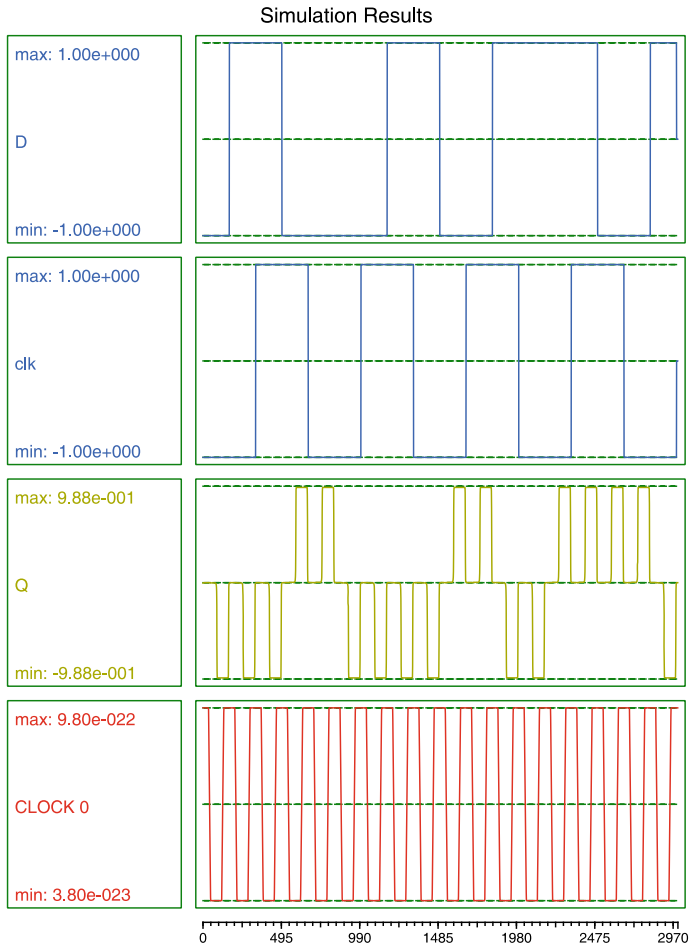 Simulation Results
max: 1.00e+000
D
min: -1.00e+000
max: 1.00e+000
clk
min: -1.00e+000
max: 9.88e-001
Q
min: -9.88e-001
max: 9.80e-022
CLOCK 0
min: 3.80e-023
0 495 990 1485 1980 2475 2970